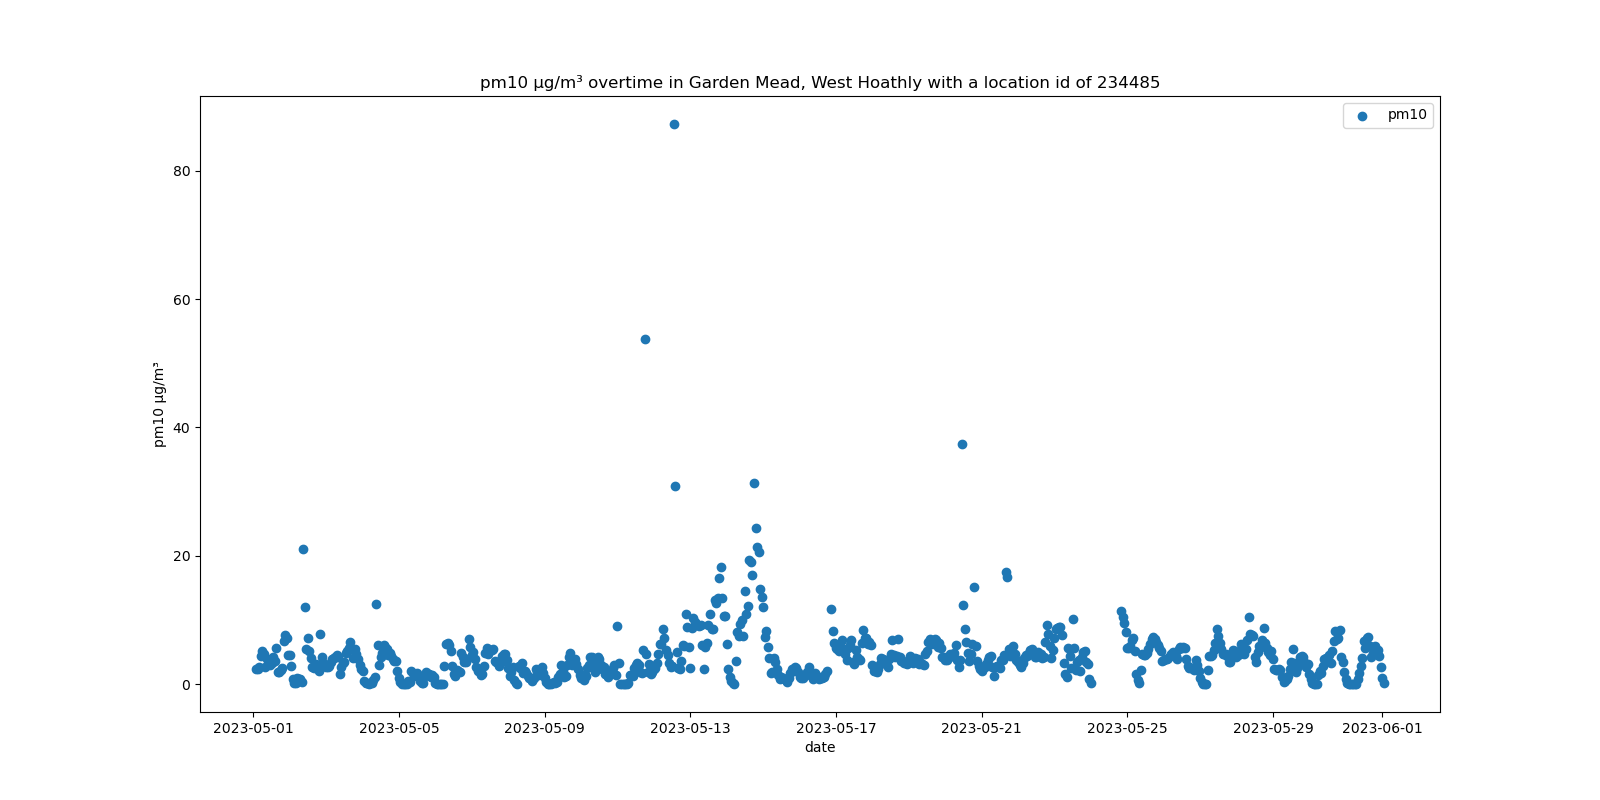 pm10 µg/m³ overtime in Garden Mead, West Hoathly with a location id of 234485
pm10
80
60
40
20
0
pm10 µg/m³
2023-05-01 2023-05-05 2023-05-09 2023-05-13 2023-05-17 2023-05-21 2023-05-25 2023-05-29 2023-06-01
date